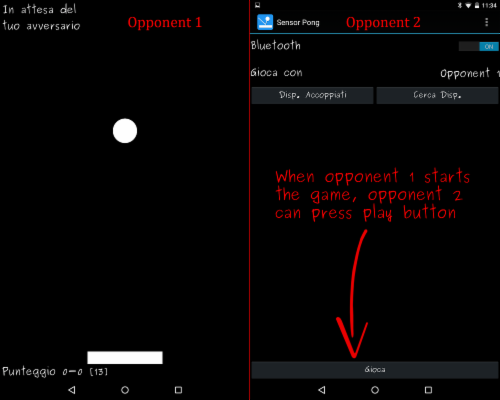 In attesa del
tuo avversario
Opponent 1
Punteggio 0-0 [13]
11:34
Sensor Pong
Opponent 2
Bluetooth
ON
Gioca con
Opponent 1
Disp. Accoppiati
Cerca Disp.
When opponent 1 starts
the game, opponent 2
can press play button
Gioca